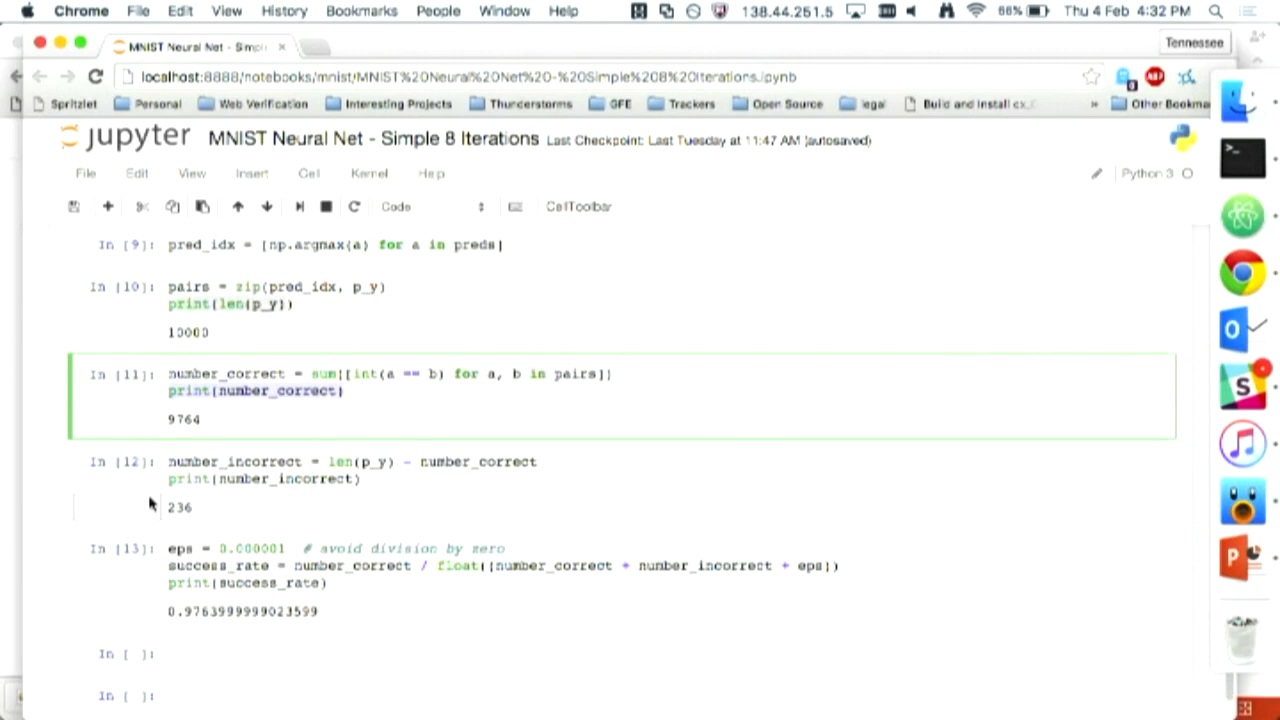 Chrome File Edit View History Bookmarks People Window Help 138.44.251.5 66% Thu 4 Feb 4:32 PM
MNIST Neural Net - Simpl Tennessee
localhost:8888/notebooks/mnist/MNIST%20Neural%20Net%20-%20Simple%208%20Iterations.ipynb
Spritzlet Personal Web Verification Interesting Projects Thunderstorms GFE Trackers Open Source legal Build and Install cx_ » Other Bookma
jupyter MNIST Neural Net - Simple 8 Iterations Last Checkpoint: Last Tuesday at 11:47 AM (autosaved)
File Edit View Insert Cell Kernel Help Python 3
Code CellToolbar
In [9]: pred_idx = [np.argmax(a) for a in preds]
In [10]: pairs = zip(pred_idx, p_y)
print(len(p_y))
10000
In [11]: number_correct = sum([int(a == b) for a, b in pairs])
print(number_correct)
9764
In [12]: number_incorrect = len(p_y) - number_correct
print(number_incorrect)
236
In [13]: eps = 0.000001 # avoid division by zero
success_rate = number_correct / float((number_correct + number_incorrect + eps))
print(success_rate)
0.9763999999023599
In [ ]:
In [ ]: